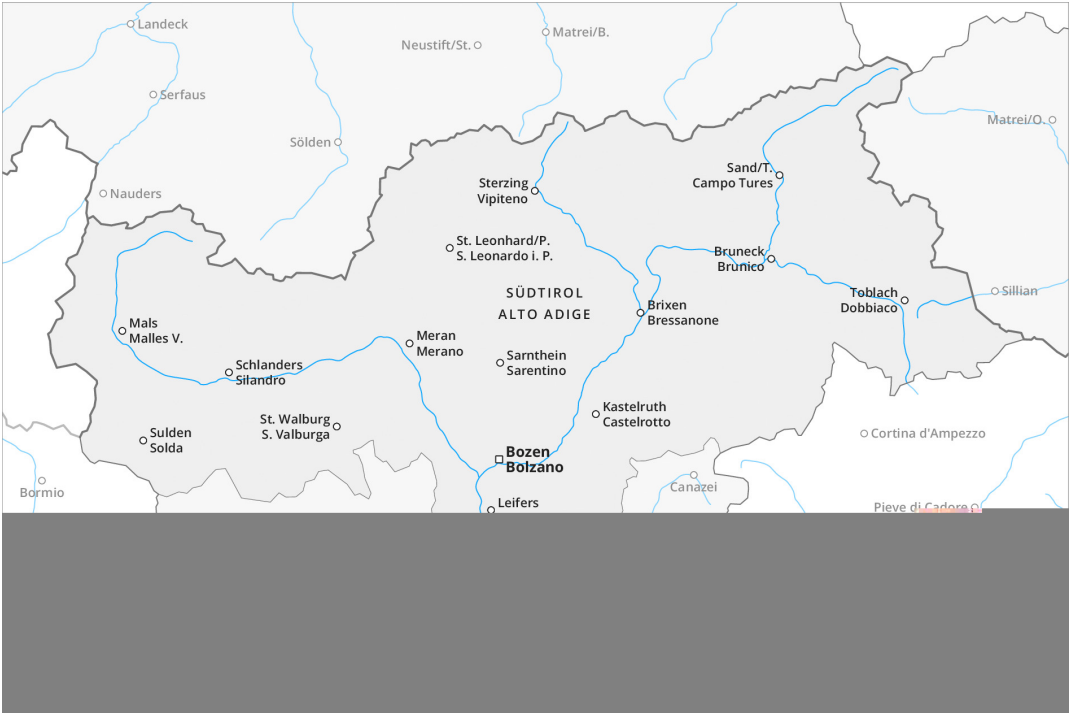 Landeck
Matrei/B.
Neustift/St.
Serfaus
Matrei/O.
Sölden
Sand/T.
Campo Tures
Sterzing
Vipiteno
Nauders
St. Leonhard/P.
S. Leonardo i. P.
Bruneck
Brunico
SÜDTIROL
ALTO ADIGE
Toblach
Dobbiaco
Sillian
Brixen
Bressanone
Mals
Malles V.
Meran
Merano
Sarnthein
Sarentino
Schlanders
Silandro
Kastelruth
Castelrotto
St. Walburg
S. Valburga
Sulden
Solda
Cortina d'Ampezzo
Bozen
Bolzano
Canazei
Bormio
Leifers
Pieve di Cadore